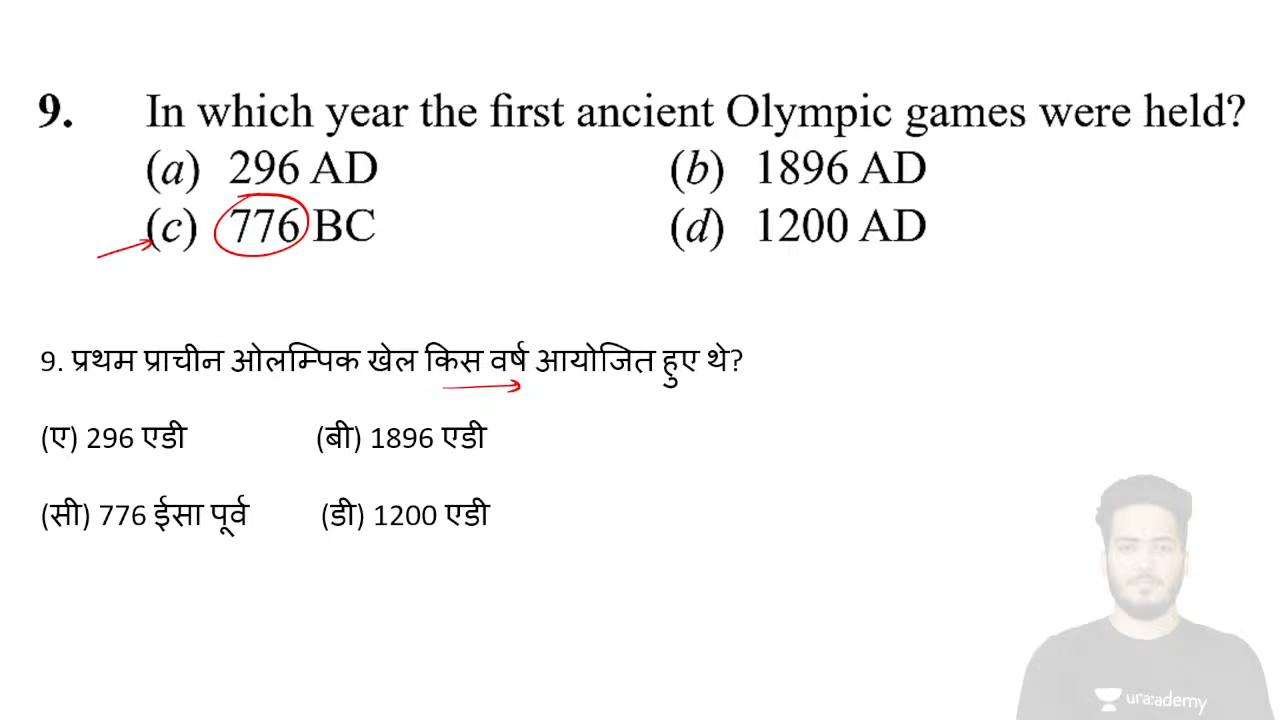 9. In which year the first ancient Olympic games were held?
(a) 296 AD (b) 1896 AD
(c) 776 BC (d) 1200 AD
9. प्रथम प्राचीन ओलम्पिक खेल किस वर्ष आयोजित हुए थे?
(ए) 296 एडी (बी) 1896 एडी
(सी) 776 ईसा पूर्व (डी) 1200 एडी